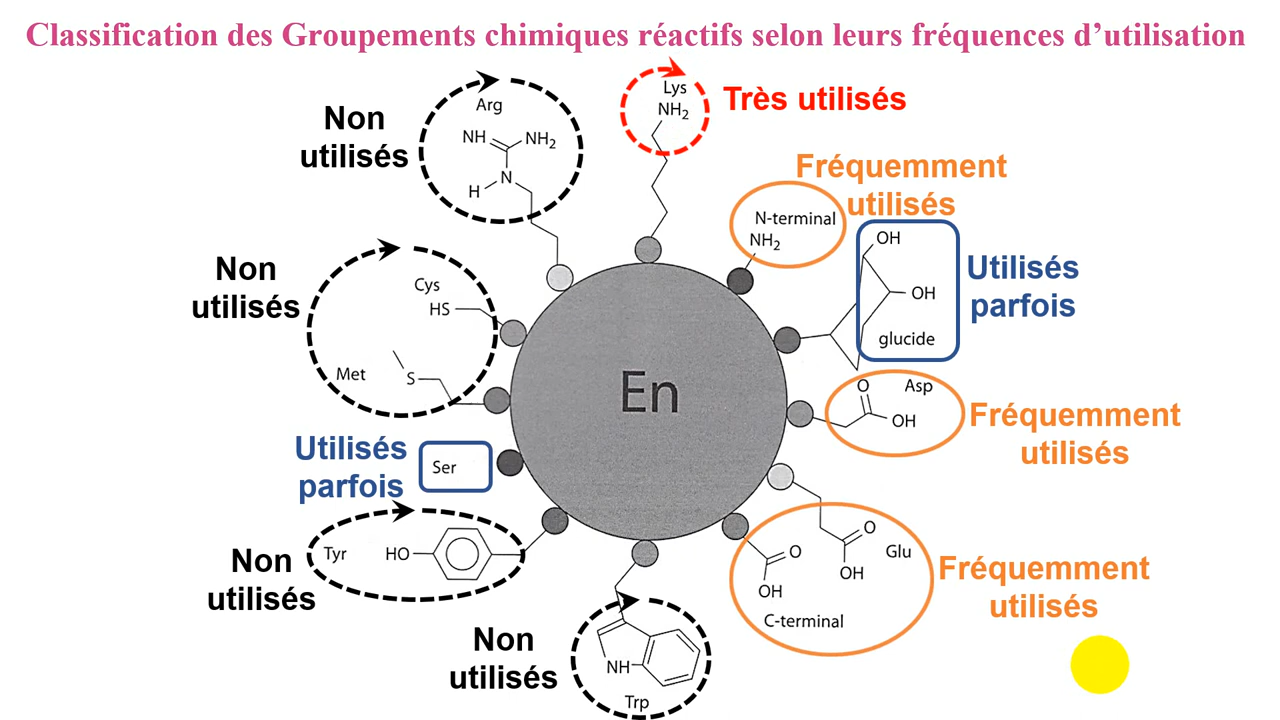 Classification des Groupements chimiques réactifs selon leurs fréquences d’utilisation
Non
utilisés
Arg
NH
NH2
N
H
Lys
NH2
Très utilisés
Fréquemment
utilisés
N-terminal
NH2
OH
OH
glucide
Utilisés
parfois
Non
utilisés
Cys
HS
Met
S
En
O
Asp
OH
Fréquemment
utilisés
Utilisés
parfois
Ser
Non
utilisés
Tyr
HO
O
OH
Glu
O
OH
C-terminal
Fréquemment
utilisés
Non
utilisés
NH
Trp